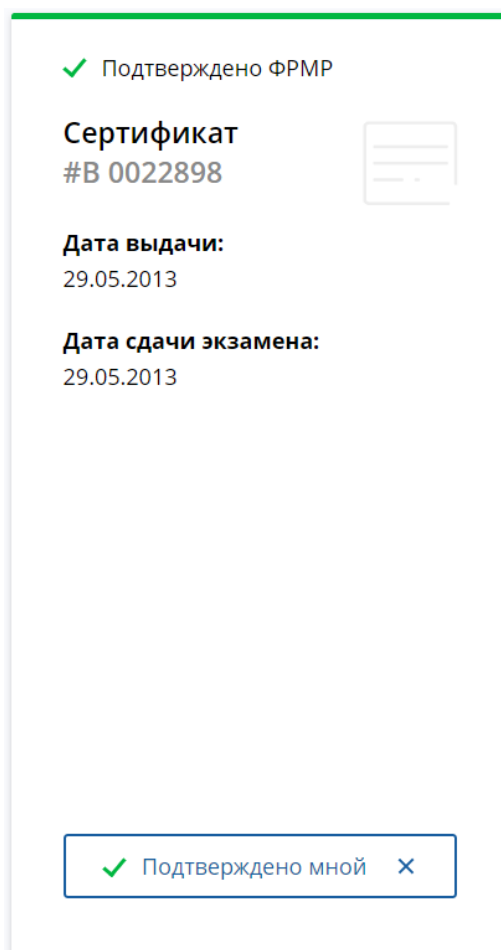 Подтверждено ФРМР
Сертификат
#В 0022898
Дата выдачи:
29.05.2013
Дата сдачи экзамена:
29.05.2013
Подтверждено мной